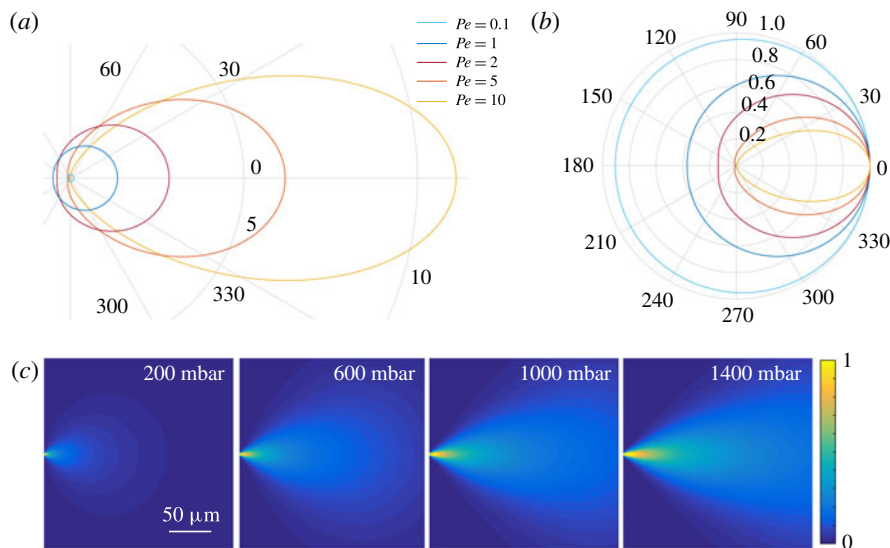 (a)
60
30
0
5
10
300
330
Pe = 0.1
Pe = 1
Pe = 2
Pe = 5
Pe = 10
(b)
90
1.0
120
60
0.8
150
0.6
30
0.4
0.2
180
0
210
330
240
300
270
(c)
200 mbar
600 mbar
1000 mbar
1400 mbar
1
50 μm
0